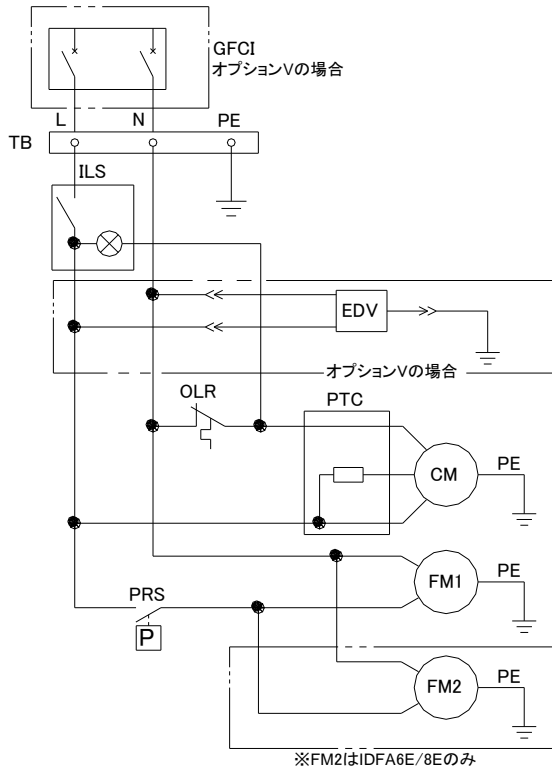 GFCI
オプションVの場合
L
N
PE
TB
ILS
EDV
オプションVの場合
OLR
PTC
CM
PE
FM1
PE
PRS
P
FM2
PE
※FM2はIDFA6E/8Eのみ